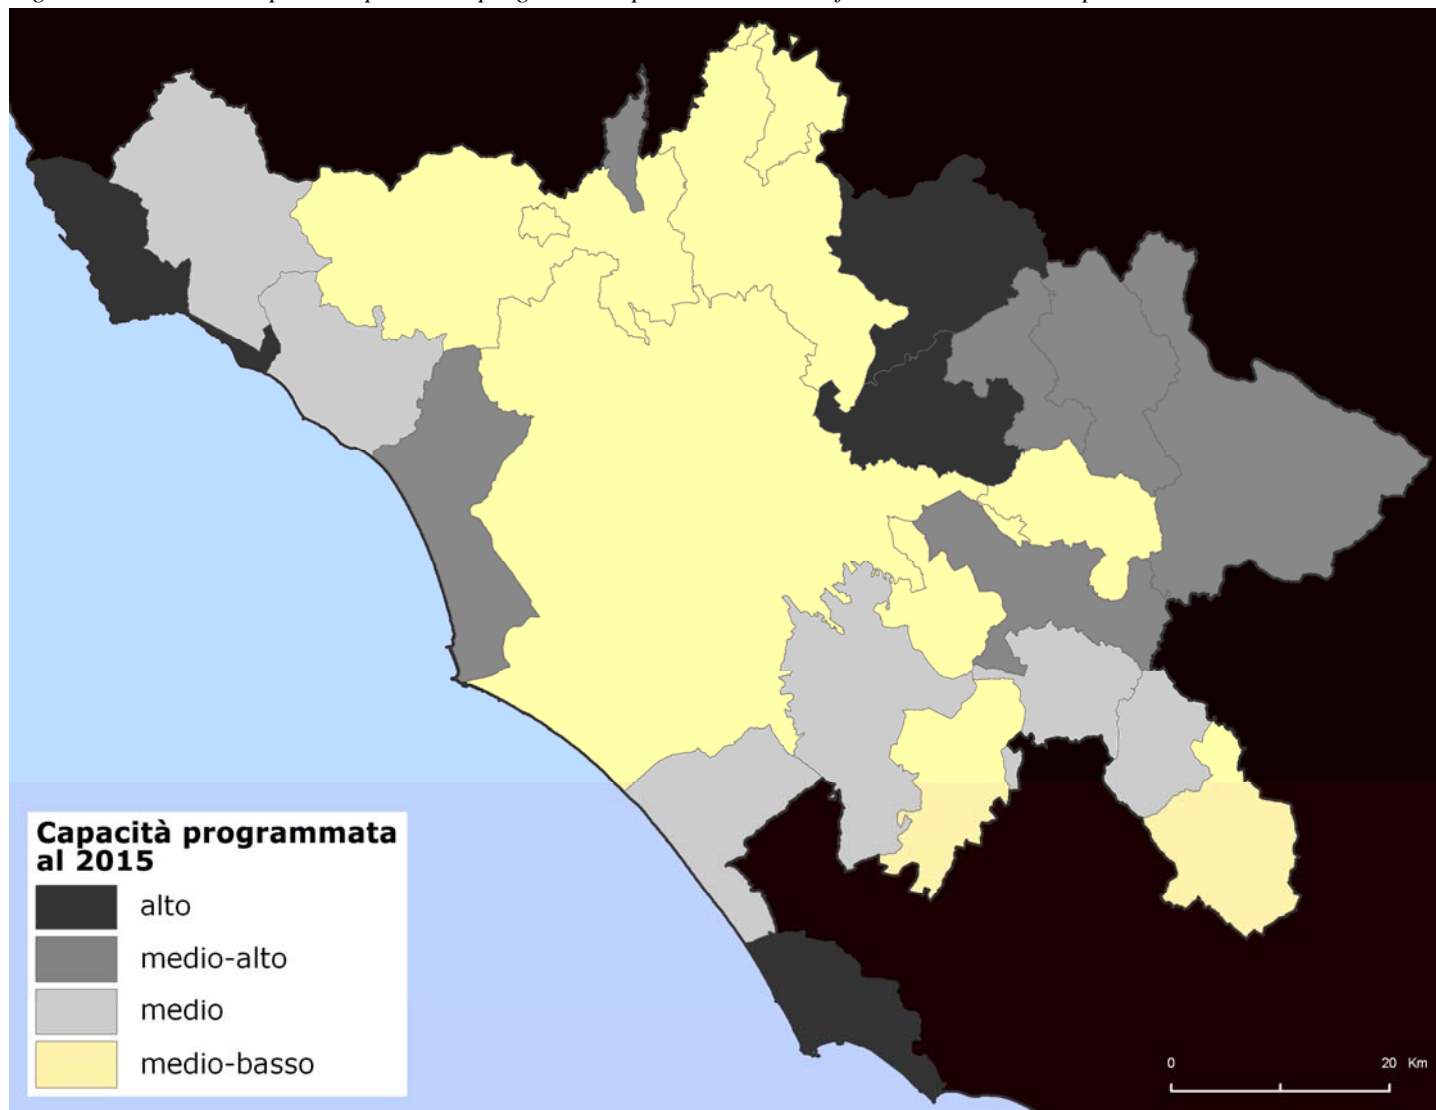 Capacità programmata
al 2015
alto
medio-alto
medio
medio-basso
0 20 Km